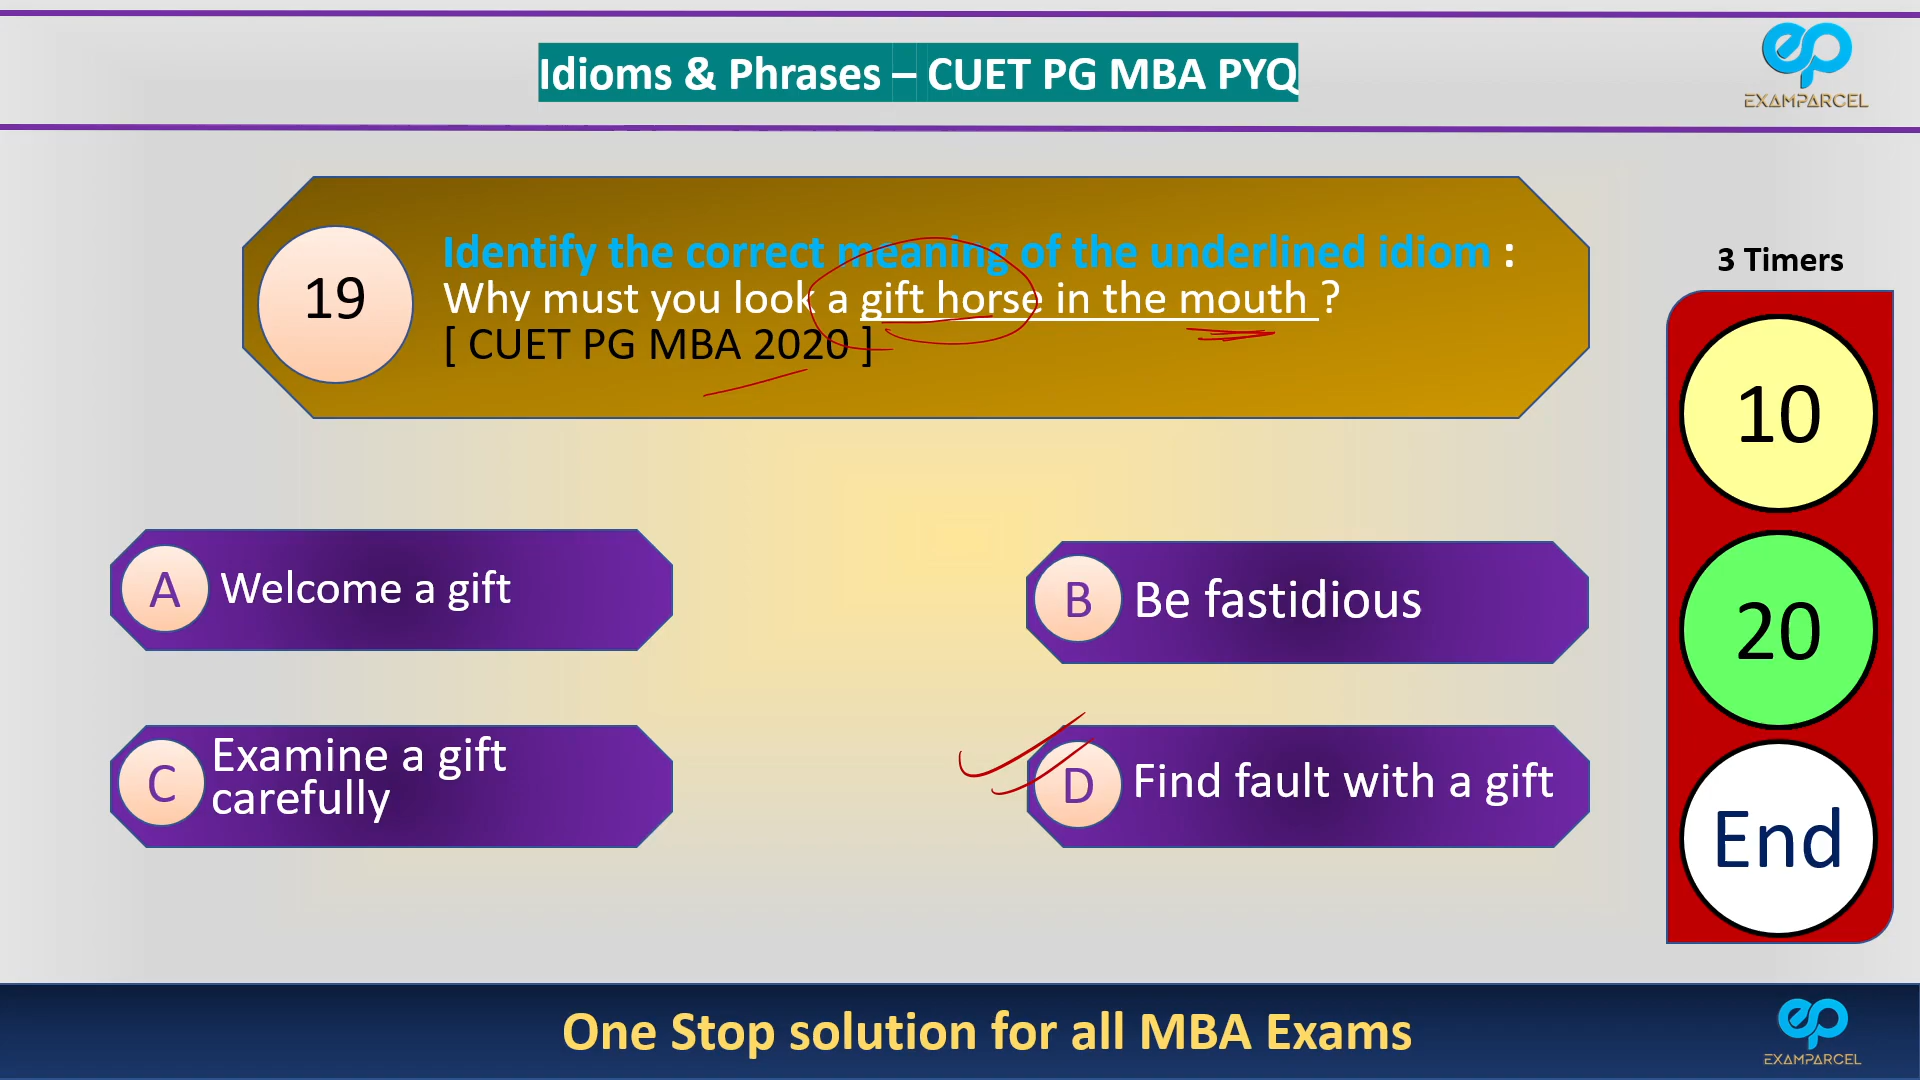 Idioms & Phrases – CUET PG MBA PYQ
EXAMPARCEL
19
Identify the correct meaning of the underlined idiom :
Why must you look a gift horse in the mouth ?
[ CUET PG MBA 2020 ]
3 Timers
10
20
End
A Welcome a gift
B Be fastidious
C Examine a gift
carefully
D Find fault with a gift
One Stop solution for all MBA Exams
EXAMPARCEL